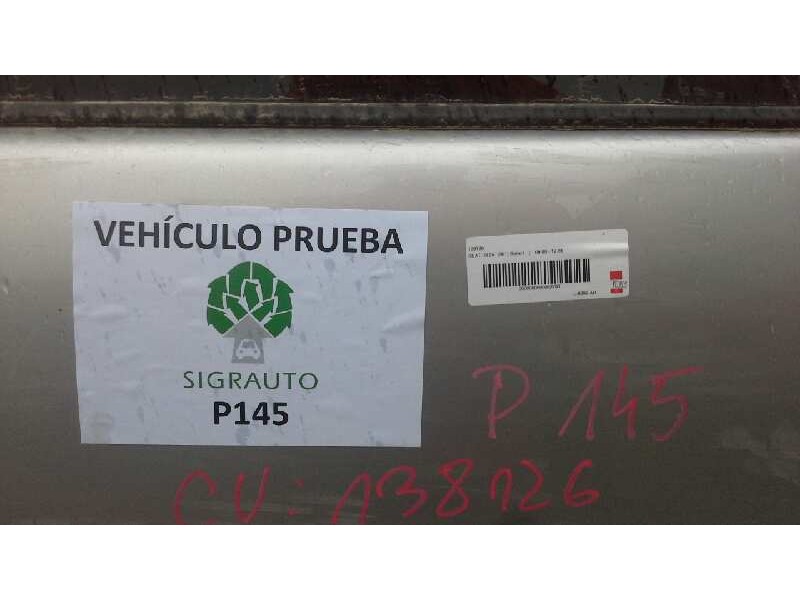 VEHÍCULO PRUEBA
SIGRAUTO
P145
P 145
CV: 138126